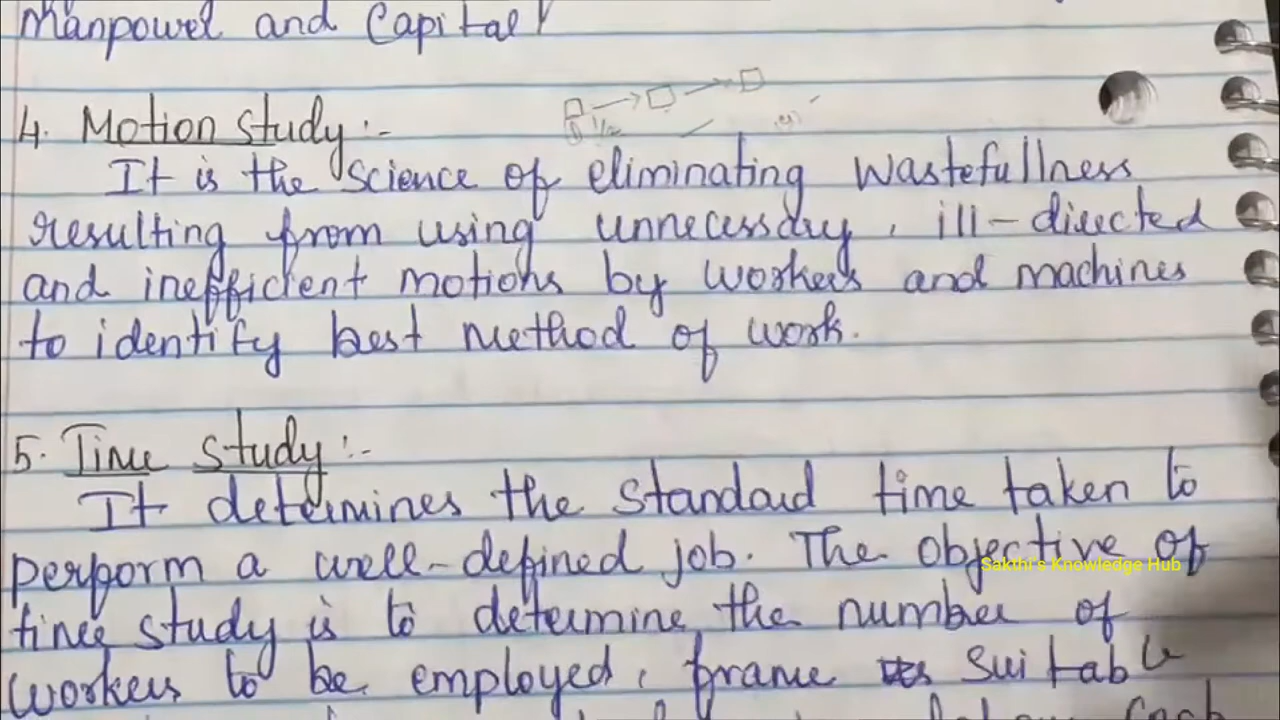 Manpower and Capital
4. Motion Study :-
It is the science of eliminating wastefullness
resulting from using unnecessary, ill-directed
and inefficient motions by workers and machines
to identify best method of work.
5. Time study :-
It determines the standard time taken to
perform a well-defined job. The objective of
Sakthi's Knowledge Hub
time study is to determine the number of
workers to be employed, frame suitable